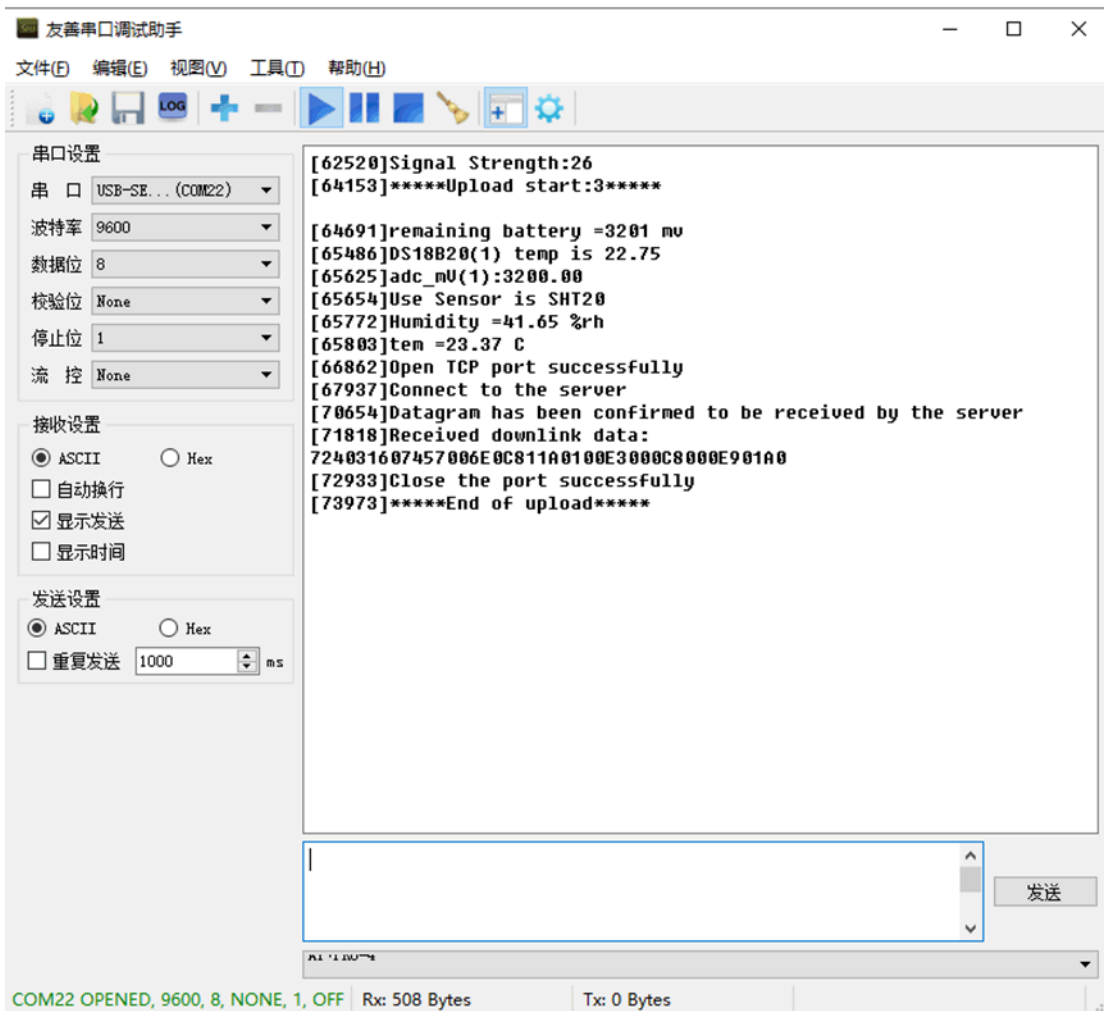 友善串口调试助手
文件(F) 编辑(E) 视图(V) 工具(T) 帮助(H)
LOG
串口设置
串 口 USB-SE...(COM22)
波特率 9600
数据位 8
校验位 None
停止位 1
流 控 None
接收设置
ASCII Hex
自动换行
显示发送
显示时间
发送设置
ASCII Hex
重复发送 1000 ms
[62520]Signal Strength:26
[64153]*****Upload start:3*****
[64691]remaining battery =3201 mv
[65486]DS18B20(1) temp is 22.75
[65625]adc_mV(1):3200.00
[65654]Use Sensor is SHT20
[65772]Humidity =41.65 %rh
[65803]tem =23.37 C
[66862]Open TCP port successfully
[67937]Connect to the server
[70654]Datagram has been confirmed to be received by the server
[71818]Received downlink data:
724031607457006E0C811A0100E3000C8000E901A0
[72933]Close the port successfully
[73973]*****End of upload*****
发送
COM22 OPENED, 9600, 8, NONE, 1, OFF Rx: 508 Bytes Tx: 0 Bytes